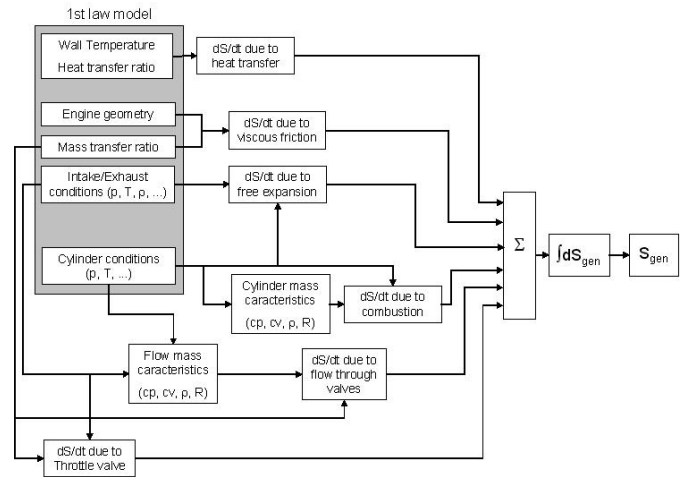 1st law model
Wall Temperature
Heat transfer ratio
dS/dt due to
heat transfer
Engine geometry
Mass transfer ratio
dS/dt due to
viscous friction
Intake/Exhaust
conditions (p, T, ρ, ...)
dS/dt due to
free expansion
Cylinder conditions
(p, T, ...)
Cylinder mass
caracteristics
(cp, cv, ρ, R)
dS/dt due to
combustion
Flow mass
caracteristics
(cp, cv, ρ, R)
dS/dt due to
flow through
valves
dS/dt due to
Throttle valve
Σ
∫dSgen
Sgen